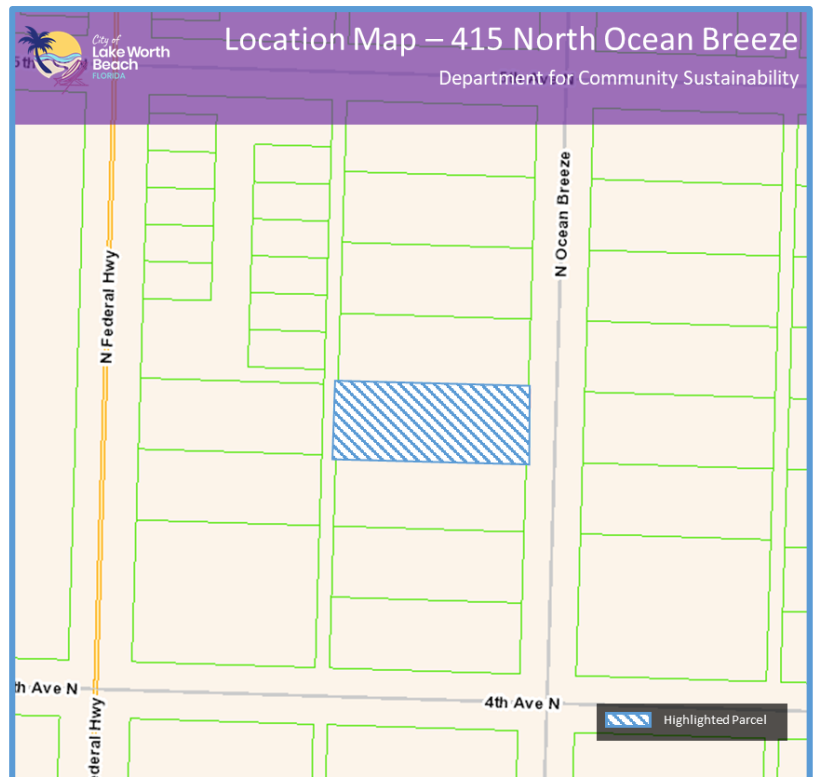 City of
Lake Worth
Beach
FLORIDA
Location Map – 415 North Ocean Breeze
Department for Community Sustainability
N Ocean Breeze
N Federal Hwy
th Ave N
4th Ave N
Highlighted Parcel
ederal Hwy